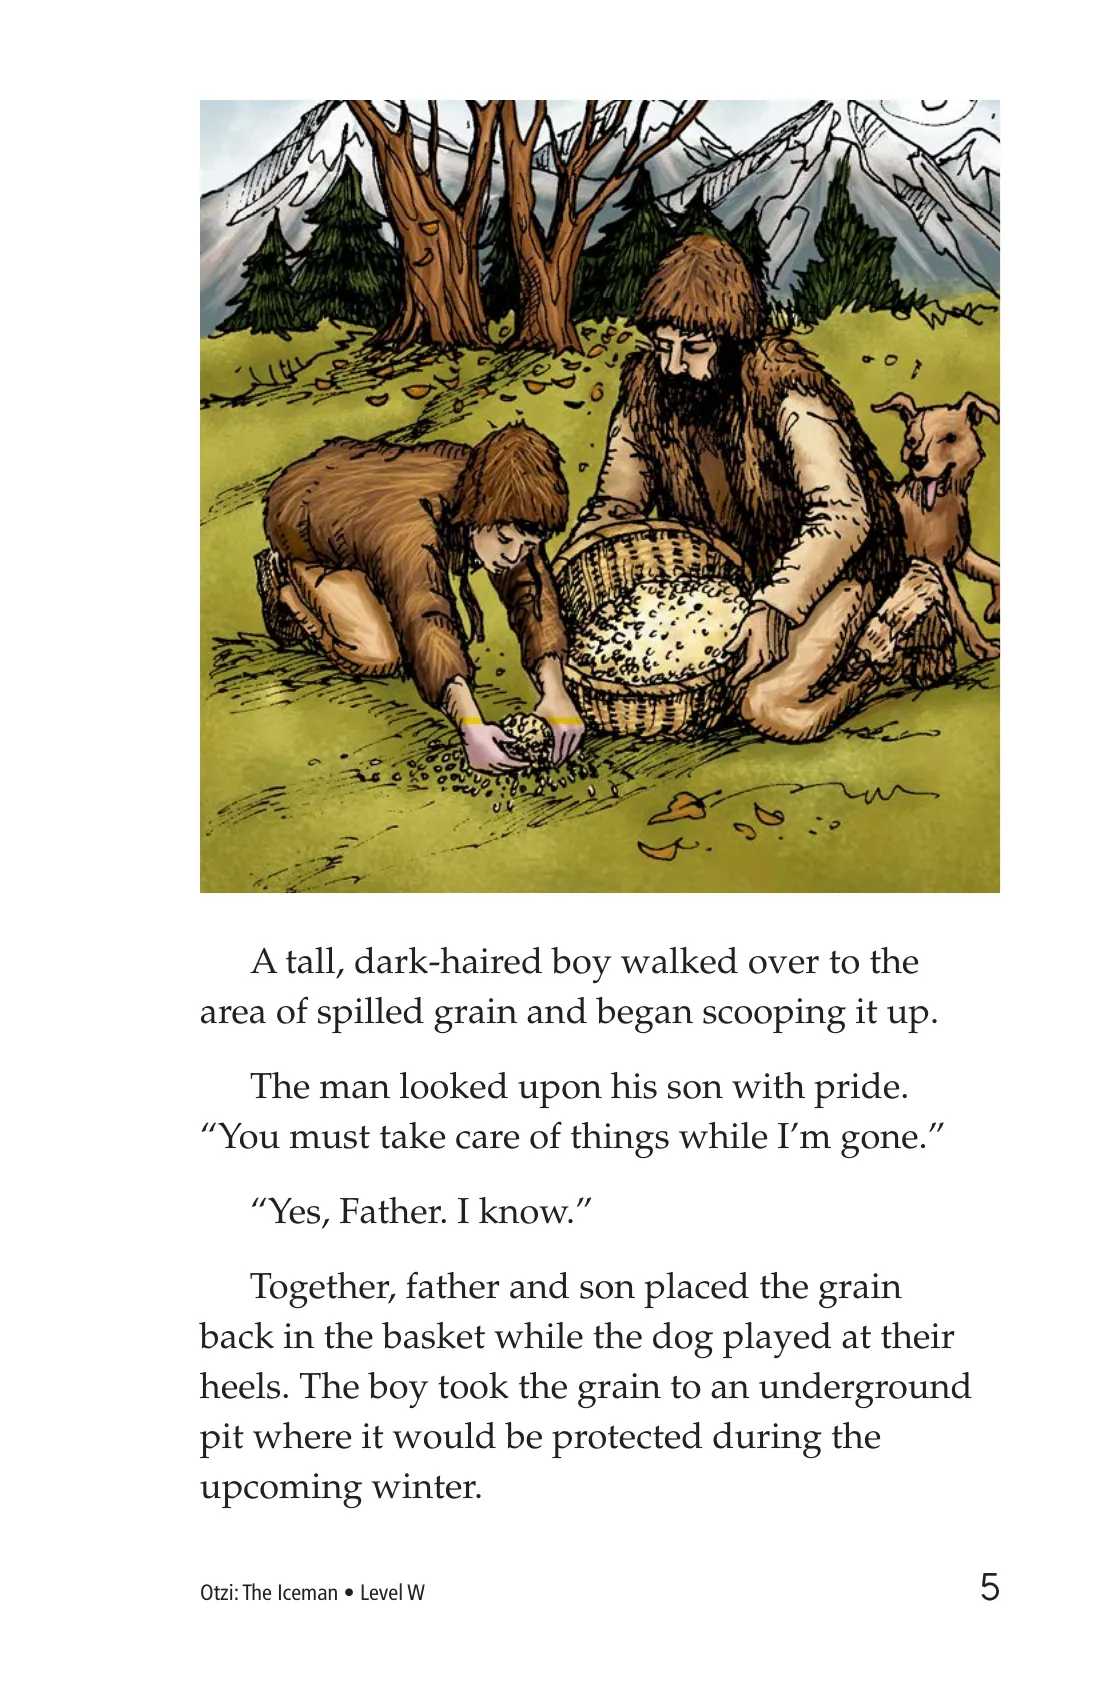 A tall, dark-haired boy walked over to the
area of spilled grain and began scooping it up.
The man looked upon his son with pride.
“You must take care of things while I’m gone.”
“Yes, Father. I know.”
Together, father and son placed the grain
back in the basket while the dog played at their
heels. The boy took the grain to an underground
pit where it would be protected during the
upcoming winter.
Otzi: The Iceman • Level W
5